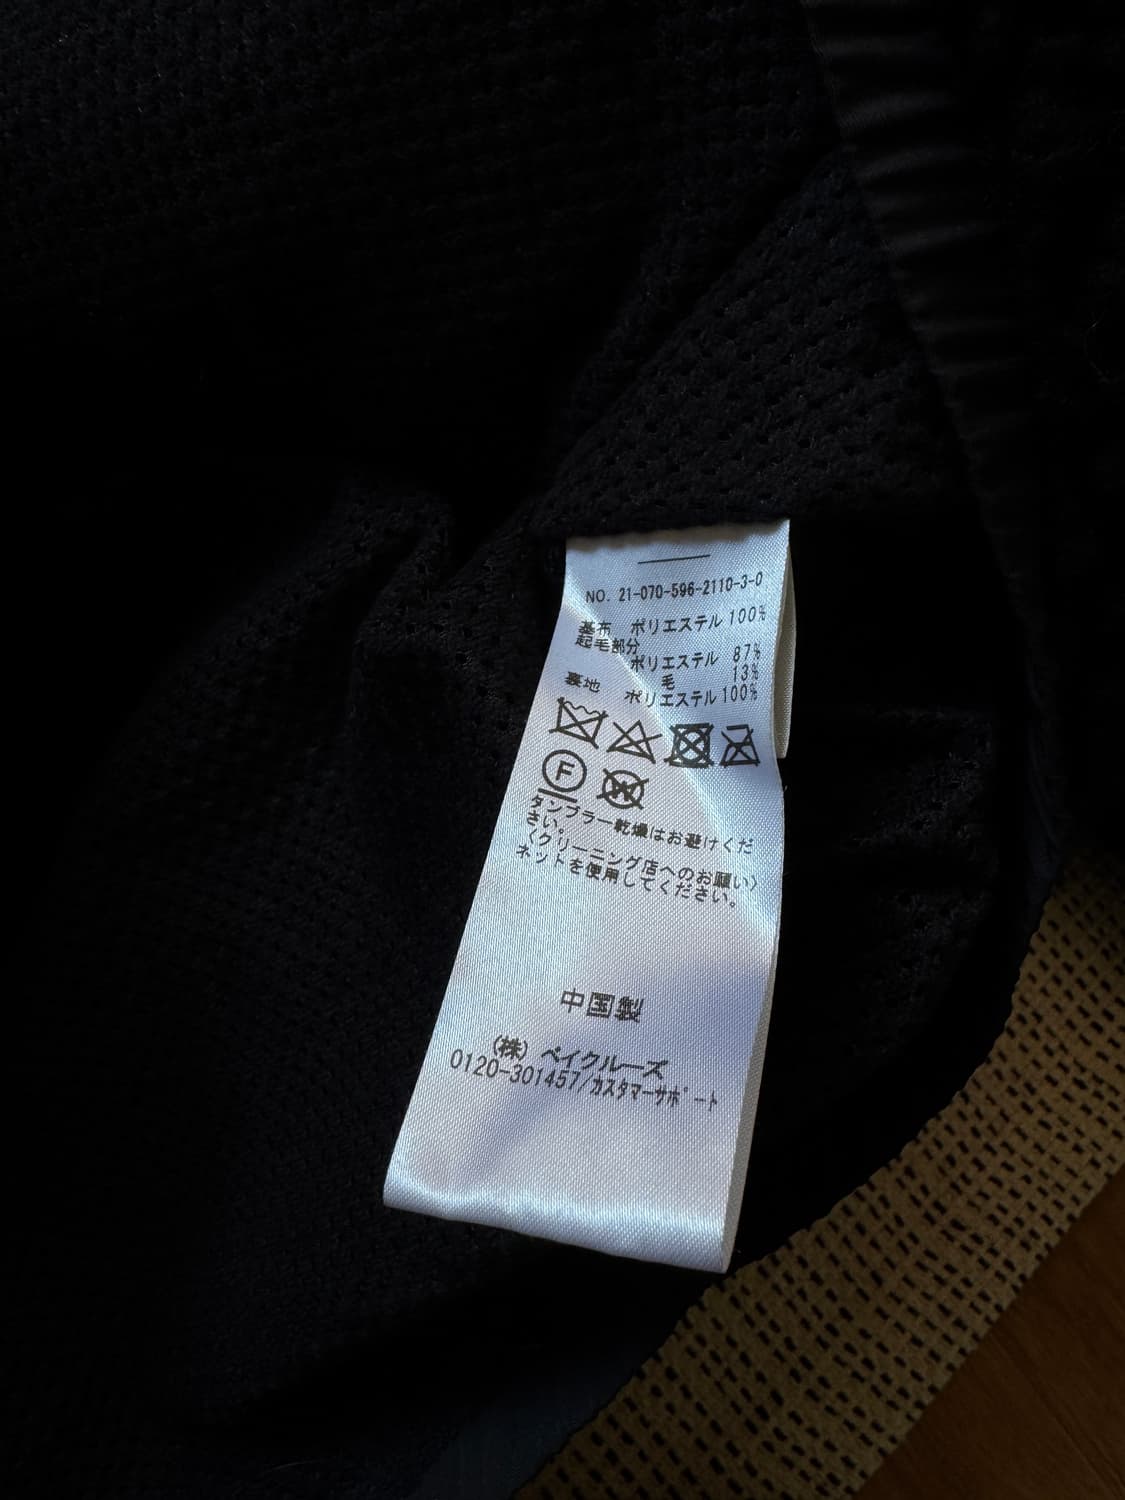 NO. 21-070-596-2110-3-0
基布 ポリエステル 100%
起毛部分
ポリエステル 87%
毛 13%
裏地 ポリエステル 100%
F
W
タンブラー乾燥はお避けくだ
さい。
〈クリーニング店へのお願い〉
ネットを使用してください。
中国製
(株) ベイクルーズ
0120-301457/カスタマーサポート